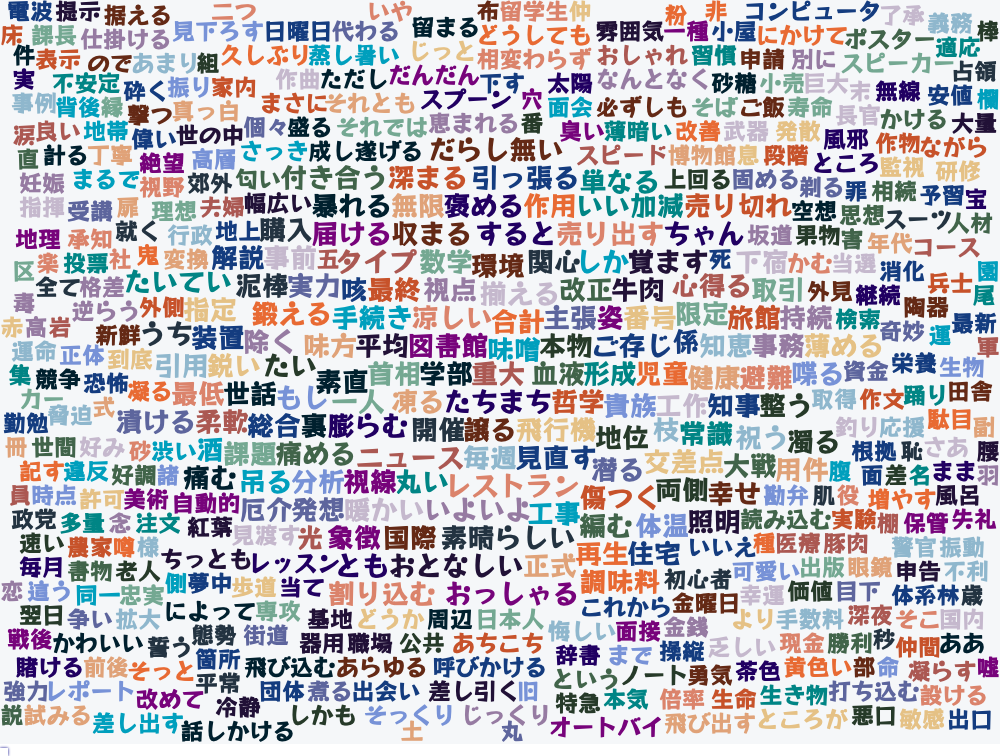 電波 提示 据える 二つ いや 布 留学生 仲 粉 非 コンピュータ 了承 義務 棒
床 課長 仕掛ける 見下ろす 日曜日 代わる 留まる どうしても 雰囲気 一種 小屋 にかけて ポスター 適応
件 表示 ので あまり 組 久しぶり 蒸し暑い じっと 相変わらず おしゃれ 習慣 申請 別に スピーカー 占領
実 不安定 砕く 振り 家内 作曲 ただし だんだん 下す 太陽 なんとなく 砂糖 小売 巨大 末 無線 安値 欄
事例 背後 縁 撃つ 真っ白 まさに それとも スプーン 穴 面会 必ずしも そば ご飯 寿命 長官 かける 大量
涙 良い 地帯 偉い 世の中 個々 盛る それでは 恵まれる 番 臭い 薄暗い 改善 武器 発散 風邪 作物 ながら
直 計る 丁寧 絶望 高層 さっき 成し遂げる だらし無い スピード 博物館 息 段階 ところ 監視 研修
妊娠 まるで 視野 郊外 匂い 付き合う 深まる 引っ張る 単なる 上回る 固める 剃る 罪 相続 予習 宝
指揮 受講 扉 理想 夫婦 幅広い 暴れる 無限 褒める 作用 いい加減 売り切れ 空想 思想 スーツ 人材
地理 承知 就く 行政 地上 購入 届ける 収まる すると 売り出す ちゃん 坂道 果物 害 年代 コース
区 楽 投票 社 鬼 変換 解説 事前 五 タイプ 数学 環境 関心 しか 覚ます 死 下宿 かむ 当選 消化 兵士 園
毒 全て 格差 たいてい 泥棒 実力 咳 最終 視点 揃える 改正 牛肉 心得る 取引 外見 継続 陶器 尾
赤 高岩 逆らう 外側 指定 鍛える 手続き 涼しい 合計 主張 姿 番号 限定 旅館 持続 検索 奇妙 運 最新
新鮮 うち 装置 除く 味方 平均 図書館 味噌 本物 ご存じ 係 知恵 事務 薄める 軍
運命 正体 到底 引用 鋭い たい 素直 首相 学部 重大 血液 形成 児童 健康 避難 喋る 資金 栄養 生物
集 競争 恐怖 凝る 最低 世話 もし 一人 凍る たちまち 哲学 貴族 工作 知事 整う 取得 作文 踊り 田舎
カー 脅迫 式 漬ける 柔軟 総合 裏 膨らむ 開催 譲る 飛行機 地位 枝 常識 祝う 濁る 釣り 応援 駄目 副
勤勉 冊 世間 好み 砂 渋い 酒 課題 痛める ニュース 毎週 見直す 潜る 交差点 大戦 用件 腹 根拠 恥 さあ 腰
記す 違反 好調 諸 痛む 吊る 分析 視線 丸い レストラン 傷つく 両側 幸せ 勘弁 肌 役 面 差 名 まま 羽
員 時点 許可 美術 自動的 厄介 発想 暖かい いよいよ 工事 編む 体温 照明 読み込む 実験 棚 増やす 風呂
政党 多量 念 注文 紅葉 見渡す 光 象徴 国際 素晴らしい 保管 失礼
速い 農家 噂 様 ちっとも レッスン とも おとなしい 正式 再生 住宅 いいえ 種 医療 豚肉 警官 振動
毎月 書物 老人 側 夢中 歩道 当て 割り込む おっしゃる 調味料 初心者 可愛い 出版 眼鏡 申告 不利
恋 違う 同一 忠実 によって 専攻 基地 どうか 周辺 日本人 これから 金曜日 幸運 価値 目下 体系 林 歳
翌日 争い 拡大 態勢 街道 器用 職場 公共 あちこち 悔しい 面接 金銭 より 手数料 深夜 そこ 国内
戦後 かわいい 誓う 箇所 飛び込む あらゆる 呼びかける 辞書 まで 操縦 乏しい 現金 勝利 秒 仲間 ああ
賭ける 前後 そっと 平常 団体 煮る 出会い 差し引く 旧 というノート 勇気 茶色 黄色い 部 命 凝らす 嘘
強力 レポート 改めて 冷静 しかも そっくり じっくり 特急 本気 倍率 生命 生き物 打ち込む 設ける
説 試みる 差し出す 話しかける 土 丸 オートバイ 飛び出す ところが 悪口 敏感 出口